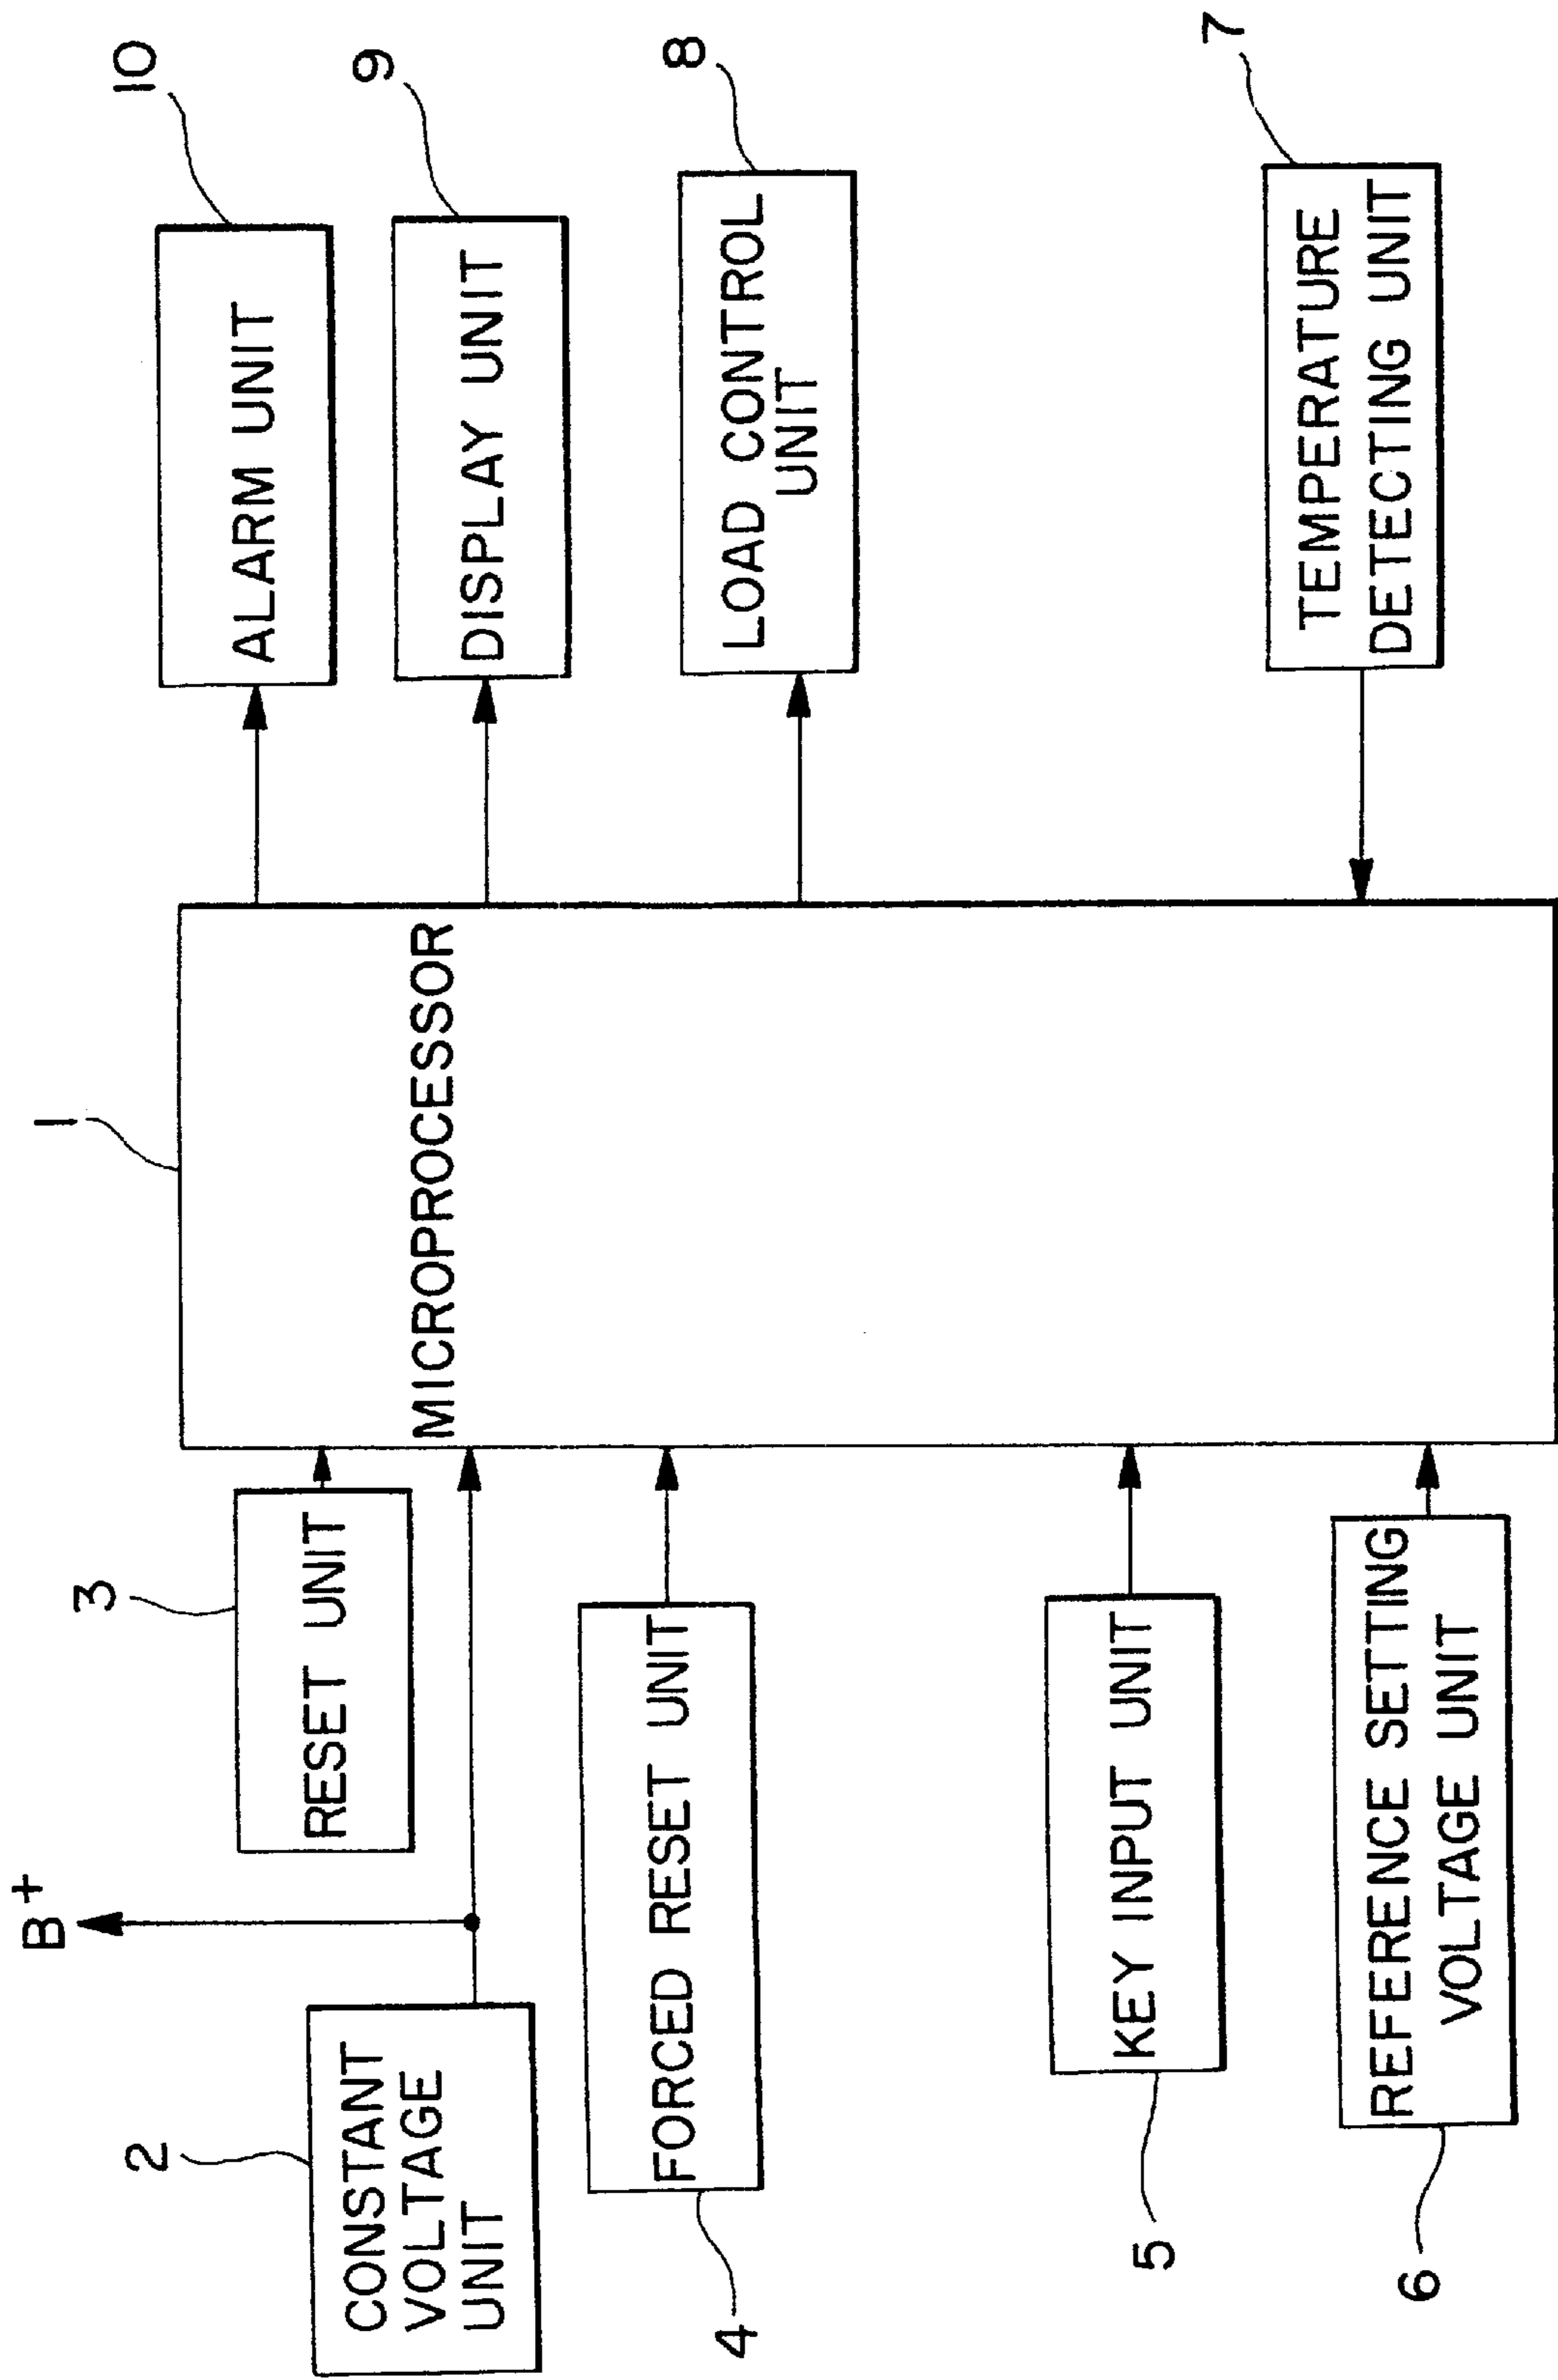 B+
2
CONSTANT
VOLTAGE
UNIT
3
RESET UNIT
4
FORCED RESET UNIT
5
KEY INPUT UNIT
6
REFERENCE SETTING
VOLTAGE UNIT
1
MICROPROCESSOR
10
ALARM UNIT
9
DISPLAY UNIT
8
LOAD CONTROL
UNIT
7
TEMPERATURE
DETECTING UNIT